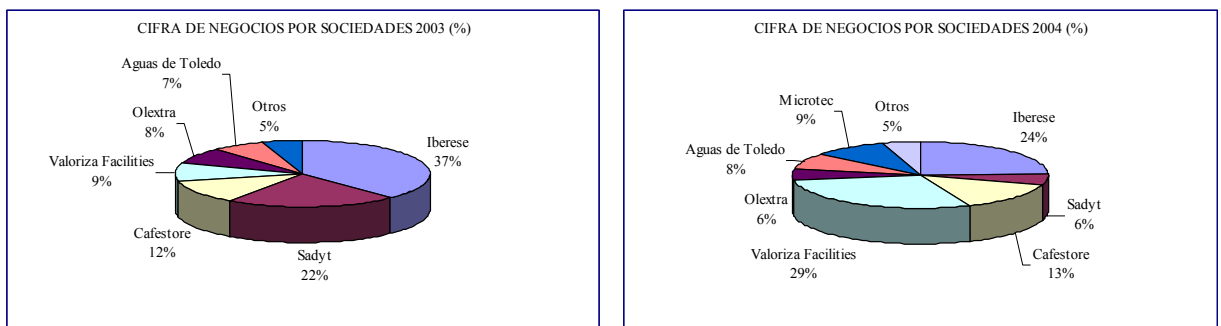 CIFRA DE NEGOCIOS POR SOCIEDADES 2003 (%)
Aguas de Toledo
7%
Otros
5%
Olextra
8%
Iberese
37%
Valoriza Facilities
9%
Cafestore
12%
Sadyt
22%
CIFRA DE NEGOCIOS POR SOCIEDADES 2004 (%)
Microtec
9%
Otros
5%
Iberese
24%
Aguas de Toledo
8%
Olextra
6%
Sadyt
6%
Valoriza Facilities
29%
Cafestore
13%